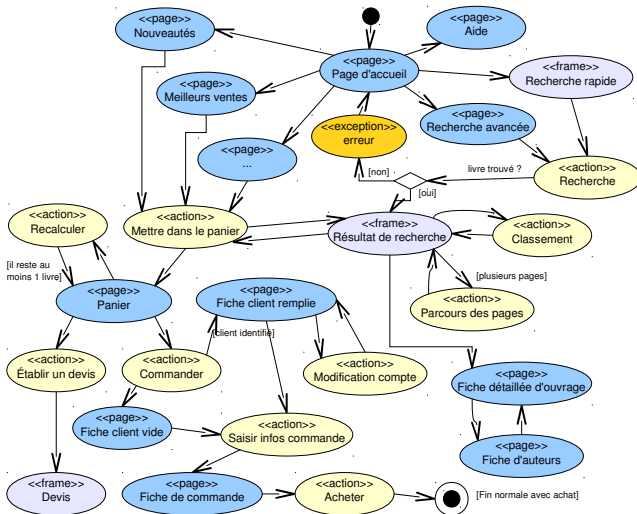 <<page>>
Nouveautés
<<page>>
Aide
<<page>>
Page d'accueil
<<frame>>
Recherche rapide
<<page>>
Meilleurs ventes
<<exception>>
erreur
<<page>>
Recherche avancée
<<page>>
...
[non]
livre trouvé ?
<<action>>
Recherche
[oui]
<<action>>
Recalculer
<<action>>
Mettre dans le panier
<<frame>>
Résultat de recherche
<<action>>
Classement
[il reste au
moins 1 livre]
[plusieurs pages]
<<page>>
Panier
<<page>>
Fiche client remplie
<<action>>
Parcours des pages
[client identifié]
<<action>>
Établir un devis
<<action>>
Commander
<<action>>
Modification compte
<<page>>
Fiche détaillée d'ouvrage
<<page>>
Fiche client vide
<<action>>
Saisir infos commande
<<page>>
Fiche d'auteurs
<<frame>>
Devis
<<page>>
Fiche de commande
<<action>>
Acheter
[Fin normale avec achat]